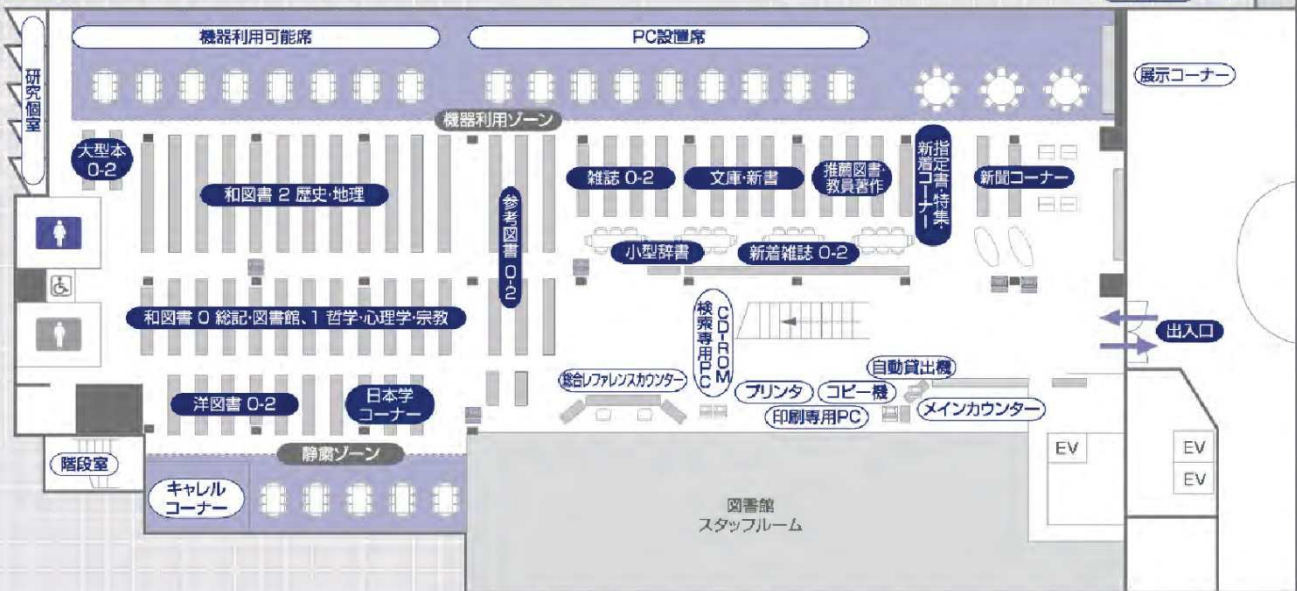 機器利用可能席
PC設置席
研究個室
展示コーナー
機器利用ゾーン
大型本
0-2
和図書 2 歴史・地理
参考図書 0-2
雑誌 0-2
文庫・新書
推薦図書・
教員著作
指定書・特集・
新着コーナー
新聞コーナー
小型辞書
新着雑誌 0-2
和図書 0 総記・図書館、1 哲学・心理学・宗教
CD-ROM
検索専用PC
出入口
自動貸出機
総合レファレンスカウンター
プリンタ
コピー機
メインカウンター
印刷専用PC
洋図書 0-2
日本学
コーナー
静粛ゾーン
階段室
キャレル
コーナー
図書館
スタッフルーム
EV
EV
EV